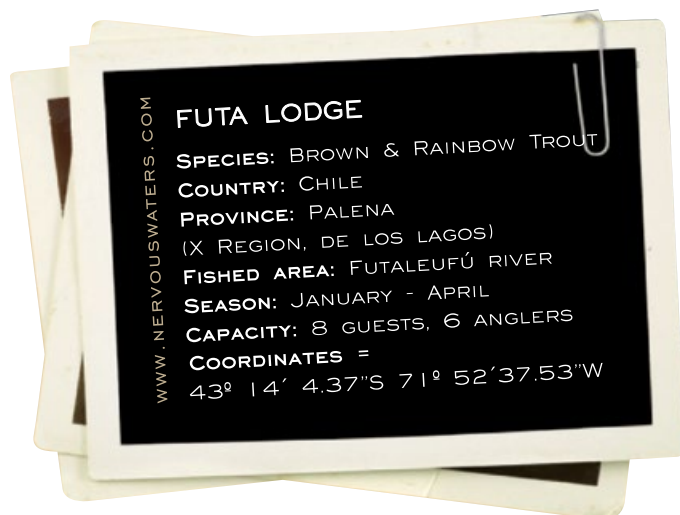 FUTA LODGE
SPECIES: BROWN & RAINBOW TROUT
COUNTRY: CHILE
PROVINCE: PALENA
(X REGION, DE LOS LAGOS)
FISHED AREA: FUTALEUFÚ RIVER
SEASON: JANUARY - APRIL
CAPACITY: 8 GUESTS, 6 ANGLERS
COORDINATES =
43º 14´ 4.37”S 71º 52´37.53”W
WWW.NERVOUSWATERS.COM